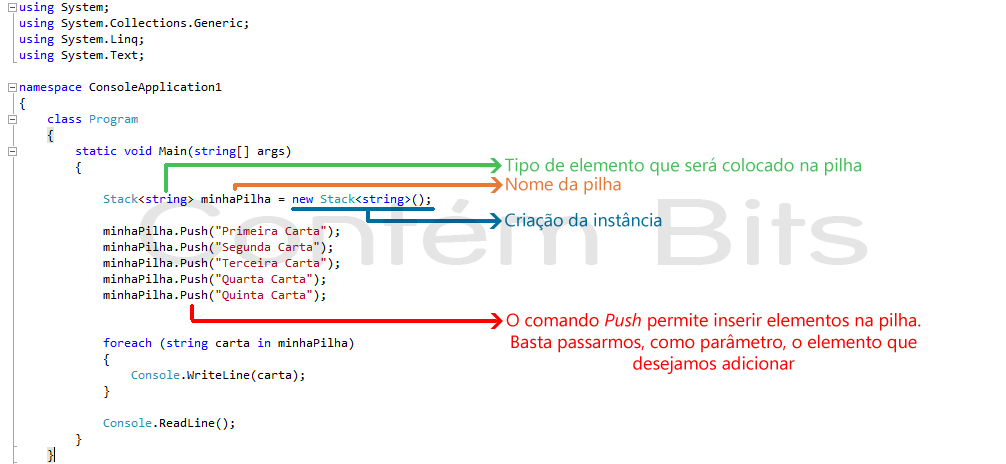 using System;
using System.Collections.Generic;
using System.Linq;
using System.Text;
namespace ConsoleApplication1
{
class Program
{
static void Main(string[] args)
{
Tipo de elemento que será colocado na pilha
Nome da pilha
Stack<string> minhaPilha = new Stack<string>();
Criação da instância
Contém Bits
minhaPilha.Push("Primeira Carta");
minhaPilha.Push("Segunda Carta");
minhaPilha.Push("Terceira Carta");
minhaPilha.Push("Quarta Carta");
minhaPilha.Push("Quinta Carta");
O comando Push permite inserir elementos na pilha.
Basta passarmos, como parâmetro, o elemento que
desejamos adicionar
foreach (string carta in minhaPilha)
{
Console.WriteLine(carta);
}
Console.ReadLine();
}
}